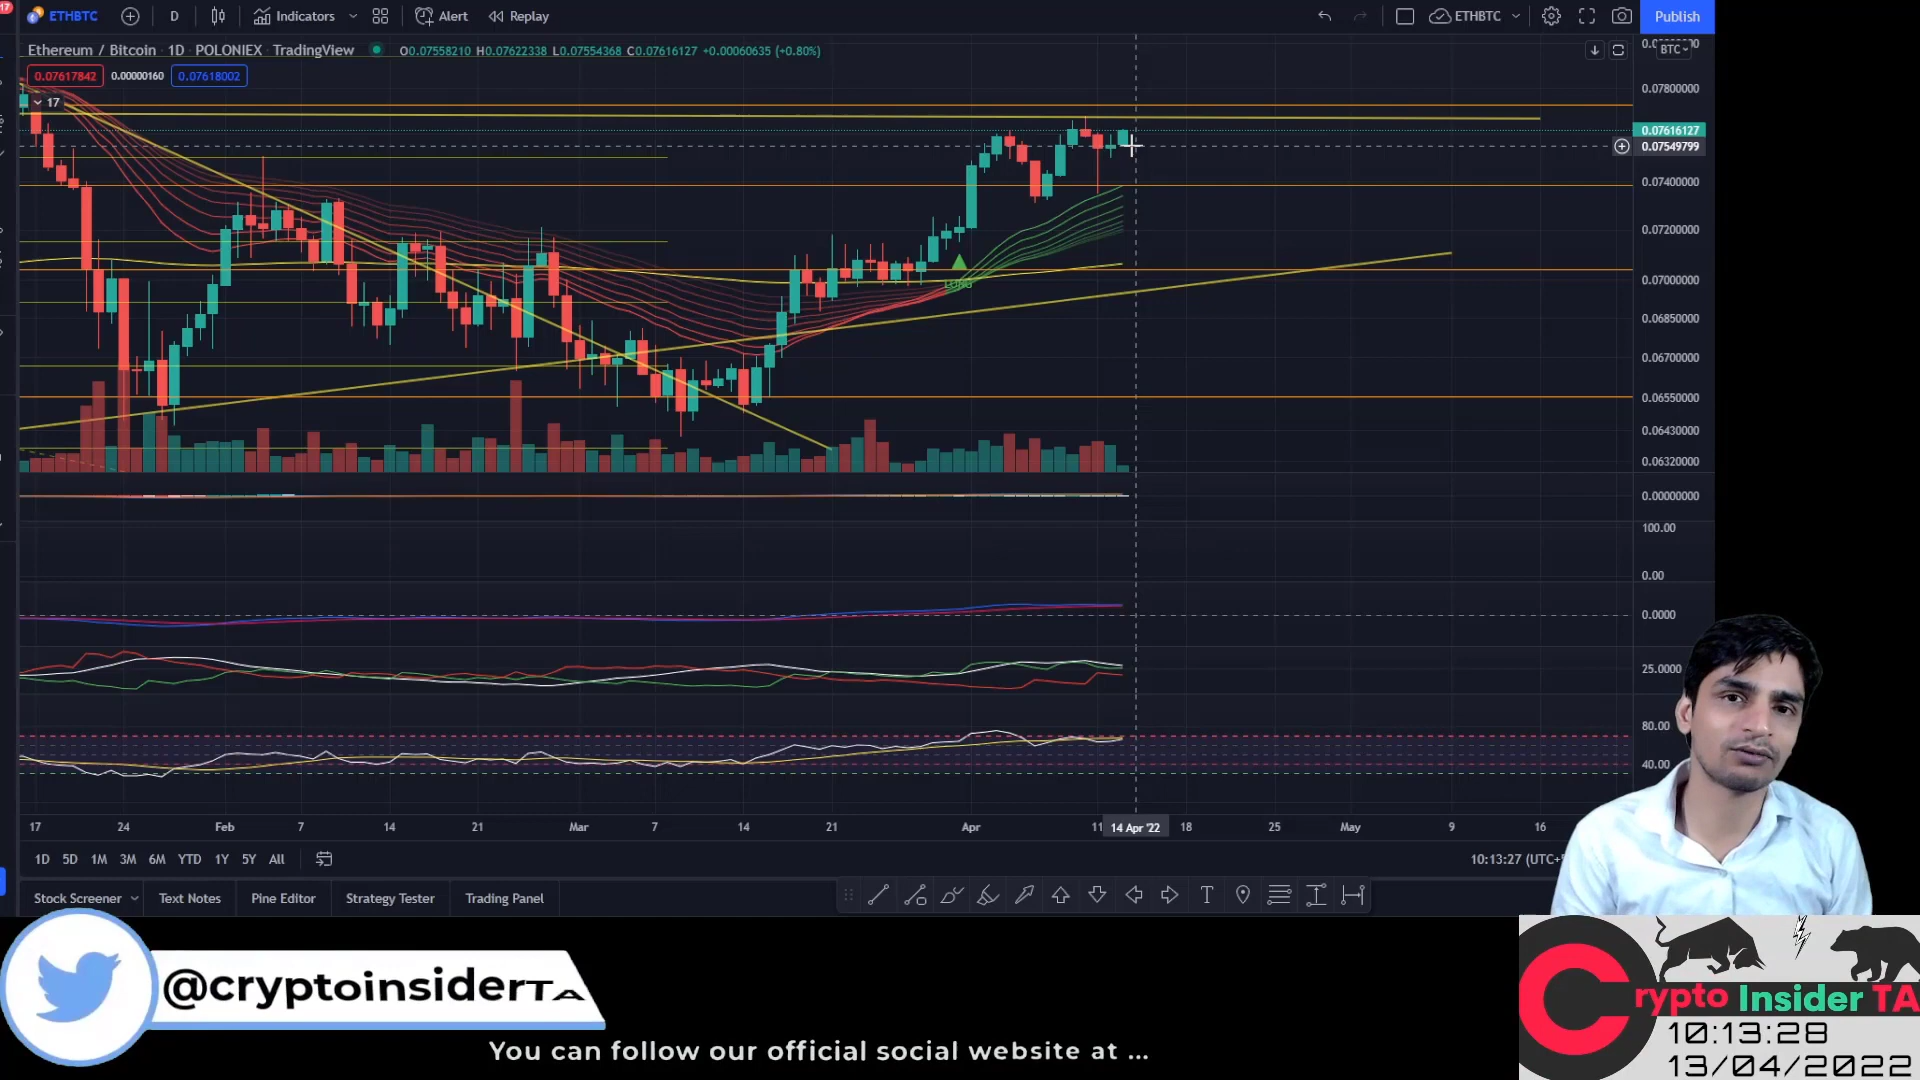 17
ETHBTC
D
Indicators
Alert
Replay
ETHBTC
Publish
Ethereum / Bitcoin · 1D · POLONIEX · TradingView
O0.07558210 H0.07622338 L0.07554368 C0.07616127 +0.00060635 (+0.80%)
BTC
0.07617842
0.00000160
0.07618002
17
0.07800000
0.07616127
0.07549799
0.07400000
0.07200000
0.07000000
0.06850000
0.06700000
0.06550000
0.06430000
0.06320000
LONG
0.00000000
100.00
0.00
0.0000
25.0000
80.00
40.00
17
24
Feb
7
14
21
Mar
7
14
21
Apr
11
14 Apr '22
18
25
May
9
16
1D 5D 1M 3M 6M YTD 1Y 5Y All
10:13:27 (UTC+
Stock Screener
Text Notes
Pine Editor
Strategy Tester
Trading Panel
T
@cryptoinsiderTA
You can follow our official social website at ...
Crypto Insider TA
10:13:28
13/04/2022